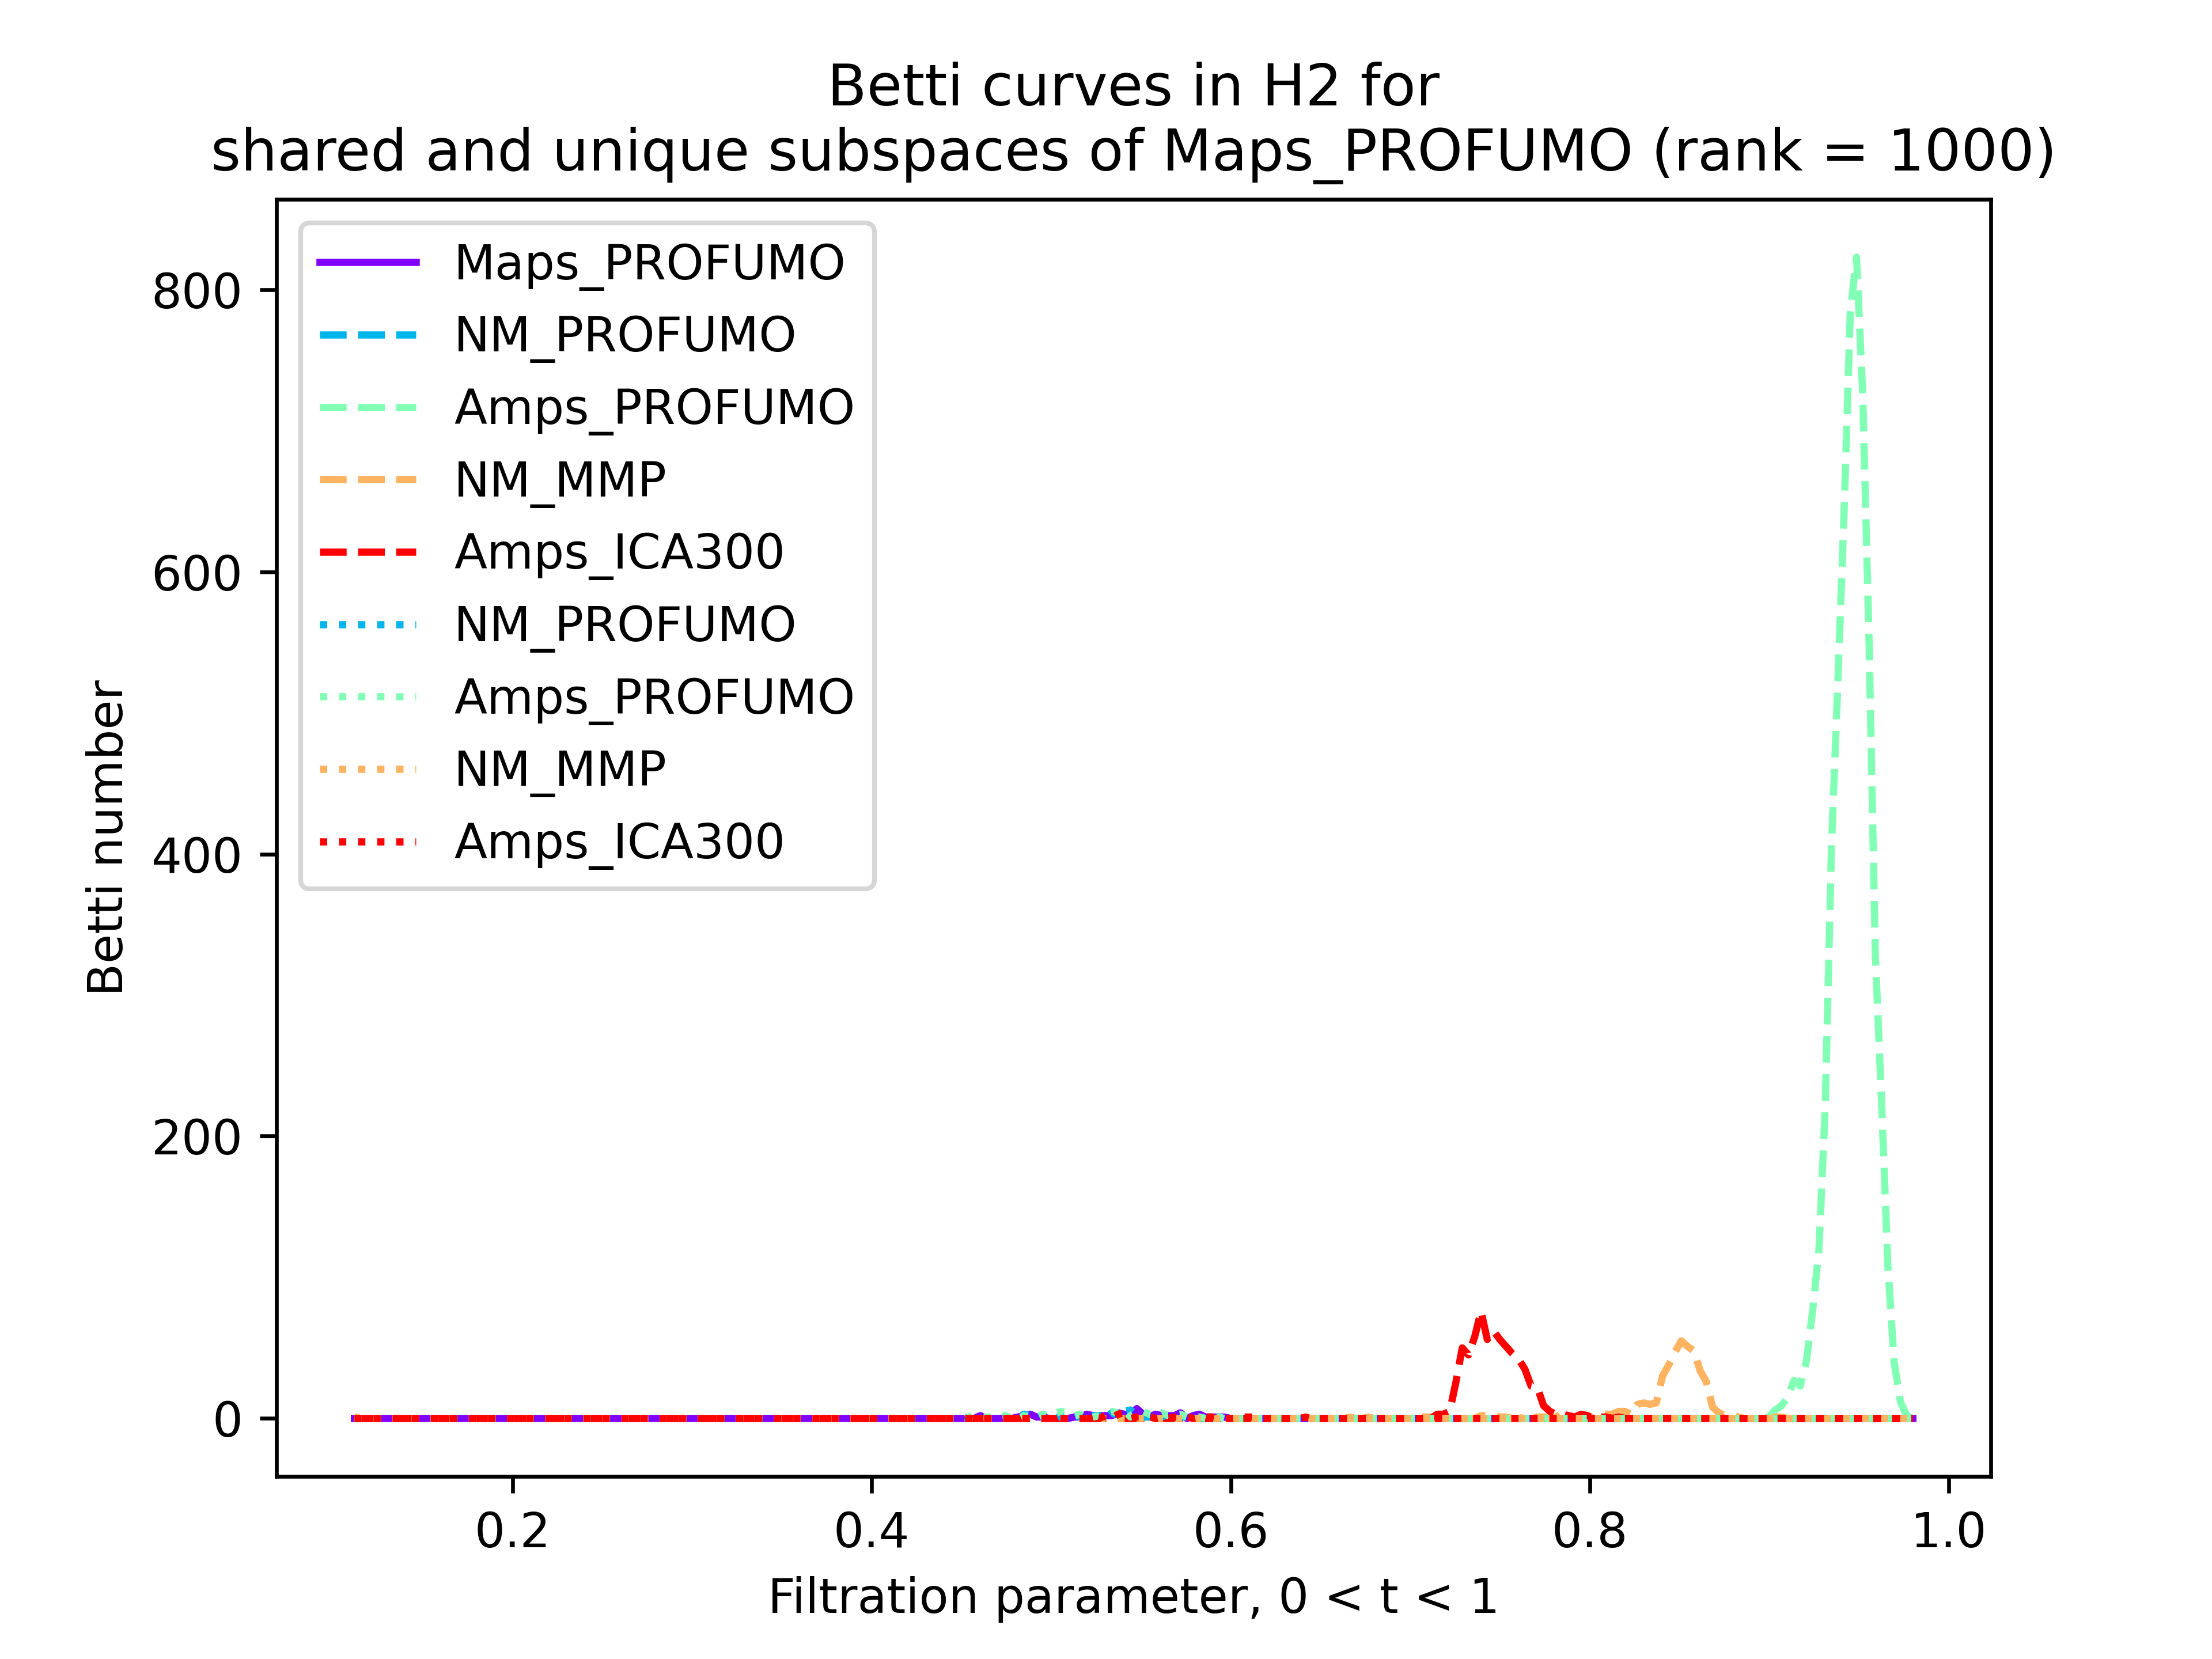 Betti curves in H2 for
shared and unique subspaces of Maps_PROFUMO (rank = 1000)
Maps_PROFUMO
NM_PROFUMO
Amps_PROFUMO
NM_MMP
Amps_ICA300
NM_PROFUMO
Amps_PROFUMO
NM_MMP
Amps_ICA300
800
600
400
200
0
Betti number
0.2 0.4 0.6 0.8 1.0
Filtration parameter, 0 < t < 1